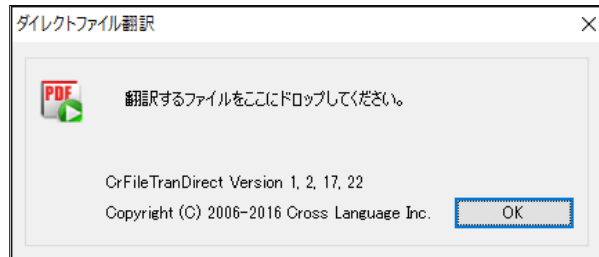 ダイレクトファイル翻訳
PDF
翻訳するファイルをここにドロップしてください。
CrFileTranDirect Version 1, 2, 17, 22
Copyright (C) 2006-2016 Cross Language Inc.
OK